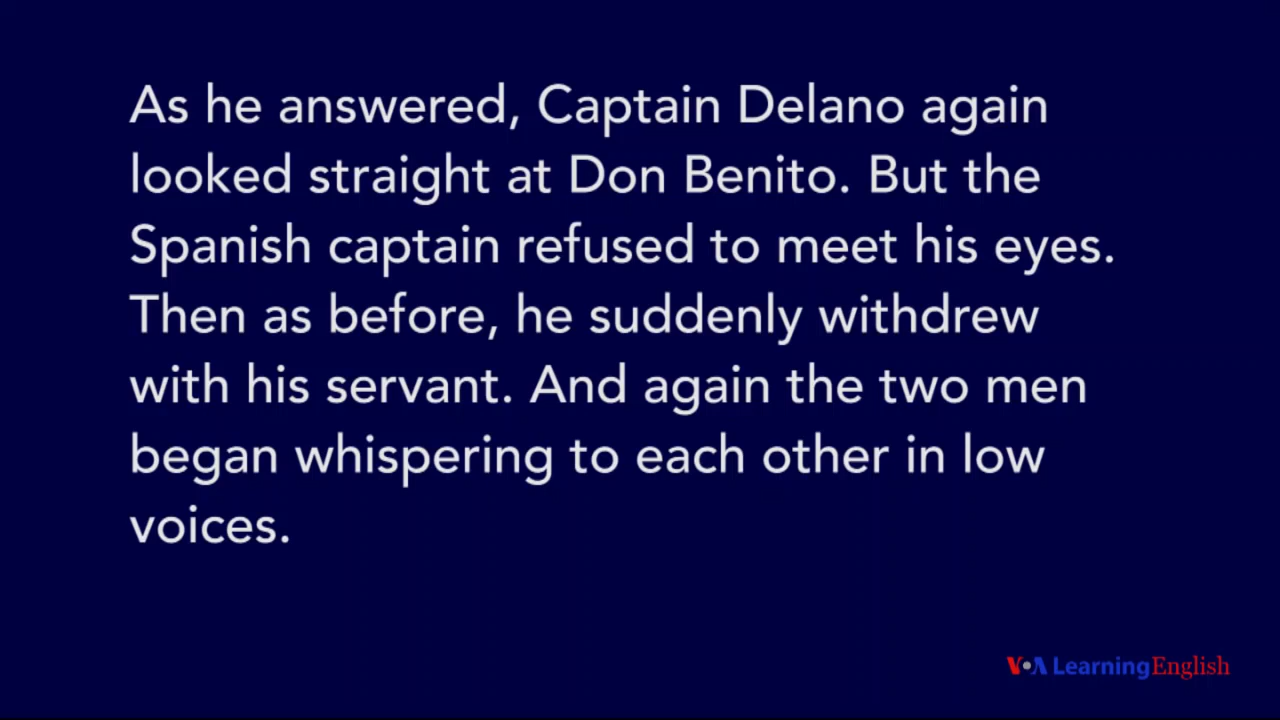 As he answered, Captain Delano again
looked straight at Don Benito. But the
Spanish captain refused to meet his eyes.
Then as before, he suddenly withdrew
with his servant. And again the two men
began whispering to each other in low
voices.
VOA Learning English